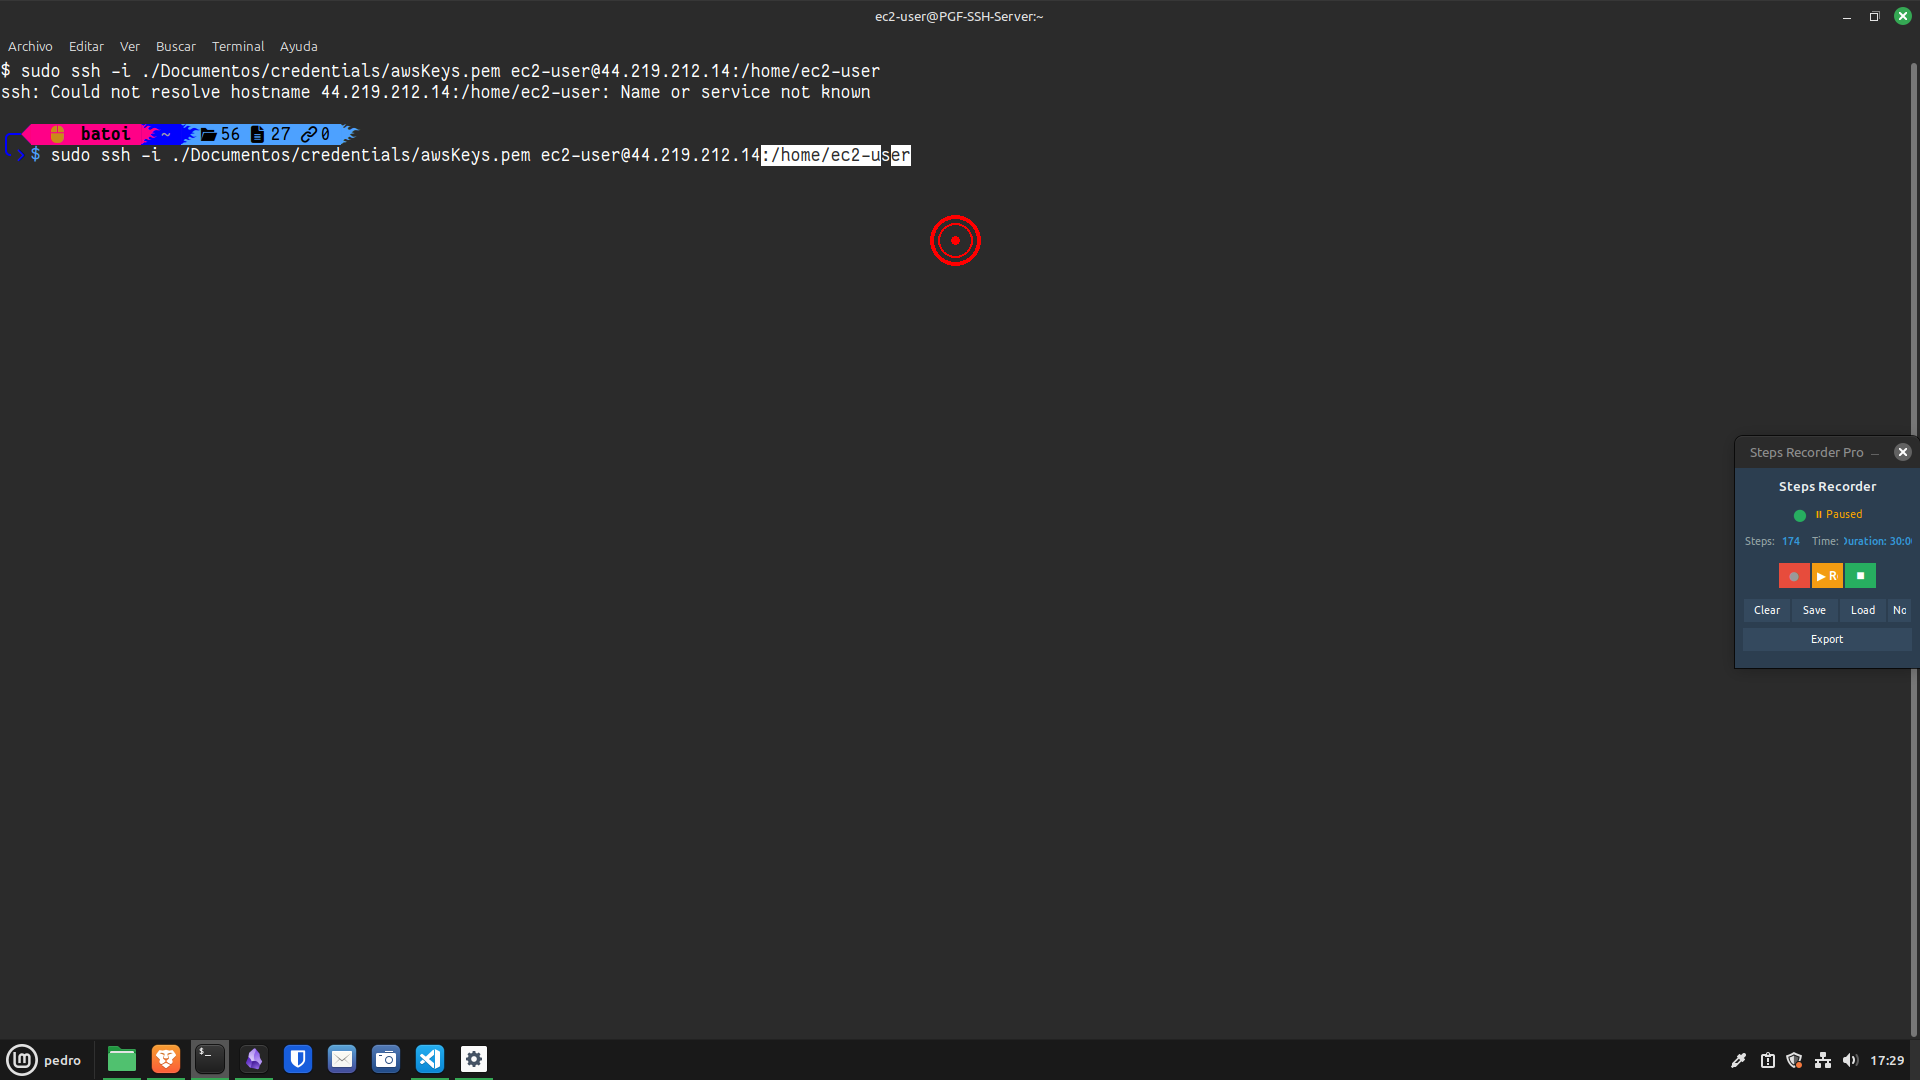 ec2-user@PGF-SSH-Server:~
Archivo Editar Ver Buscar Terminal Ayuda
$ sudo ssh -i ./Documentos/credentials/awsKeys.pem ec2-user@44.219.212.14:/home/ec2-user
ssh: Could not resolve hostname 44.219.212.14:/home/ec2-user: Name or service not known
batoi ~ 56 27 0
$ sudo ssh -i ./Documentos/credentials/awsKeys.pem ec2-user@44.219.212.14:/home/ec2-user
Steps Recorder Pro
Steps Recorder
Paused
Steps: 174 Time: Duration: 30:0
R
Clear Save Load No
Export
pedro
$_
17:29